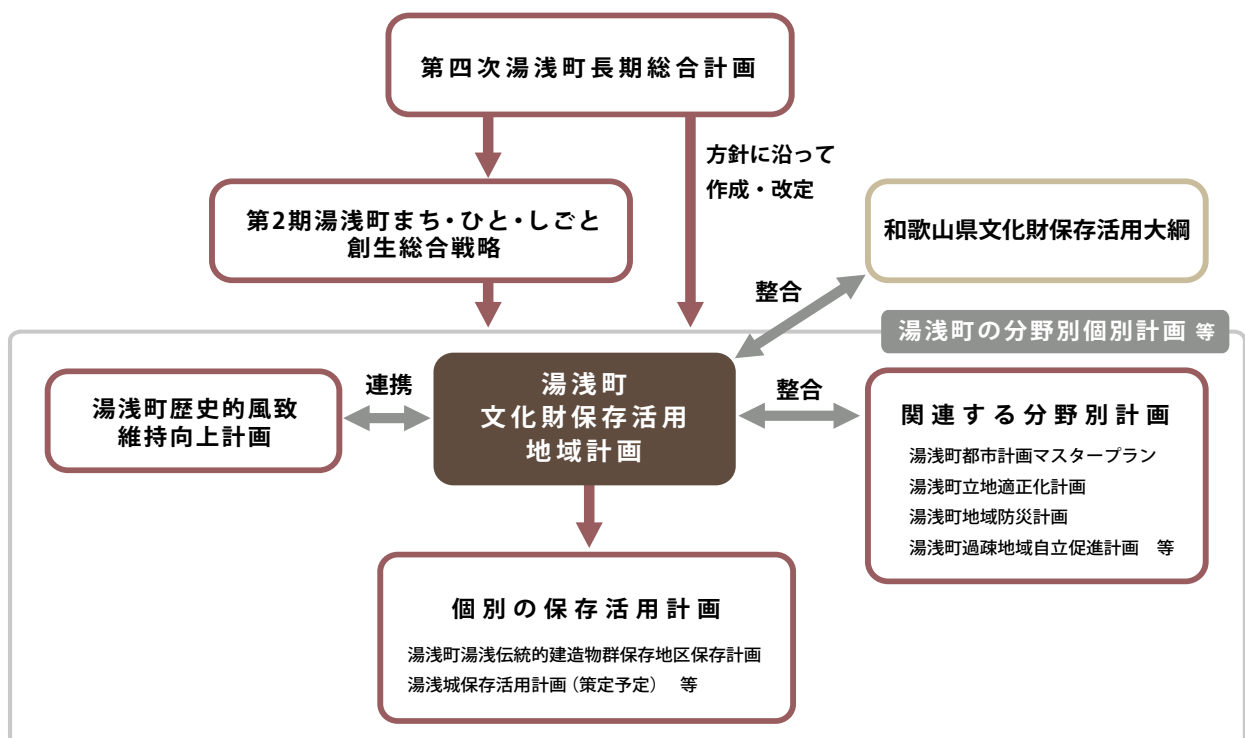 第四次湯浅町長期総合計画
方針に沿って
作成・改定
第2期湯浅町まち・ひと・しごと
創生総合戦略
和歌山県文化財保存活用大綱
整合
湯浅町の分野別個別計画 等
湯浅町歴史的風致
維持向上計画
連携
湯浅町
文化財保存活用
地域計画
整合
関連する分野別計画
湯浅町都市計画マスタープラン
湯浅町立地適正化計画
湯浅町地域防災計画
湯浅町過疎地域自立促進計画　等
個別の保存活用計画
湯浅町湯浅伝統的建造物群保存地区保存計画
湯浅城保存活用計画（策定予定）　等